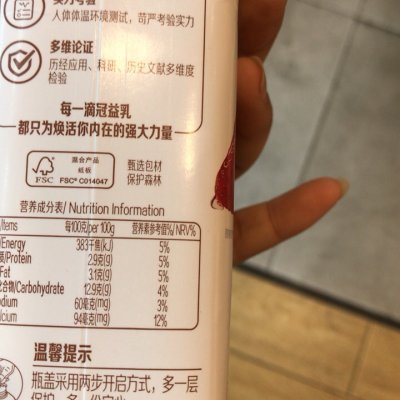 人体体温环境测试，苛严考验实力
多维论证
历经应用、科研、历史文献多维度
检验
每一滴冠益乳
都只为焕活你内在的强大力量
混合产品
纸板
FSC
FSC® C014047
甄选包材
保护森林
营养成分表/ Nutrition Information
/Items 每100克/per 100g 营养素参考值%/NRV%
/Energy 383千焦(kJ) 5%
质/Protein 2.9克(g) 5%
Fat 3.1克(g) 5%
化合物/Carbohydrate 12.9克(g) 4%
odium 60毫克(mg) 3%
lcium 94毫克(mg) 12%
温馨提示
瓶盖采用两步开启方式，多一层